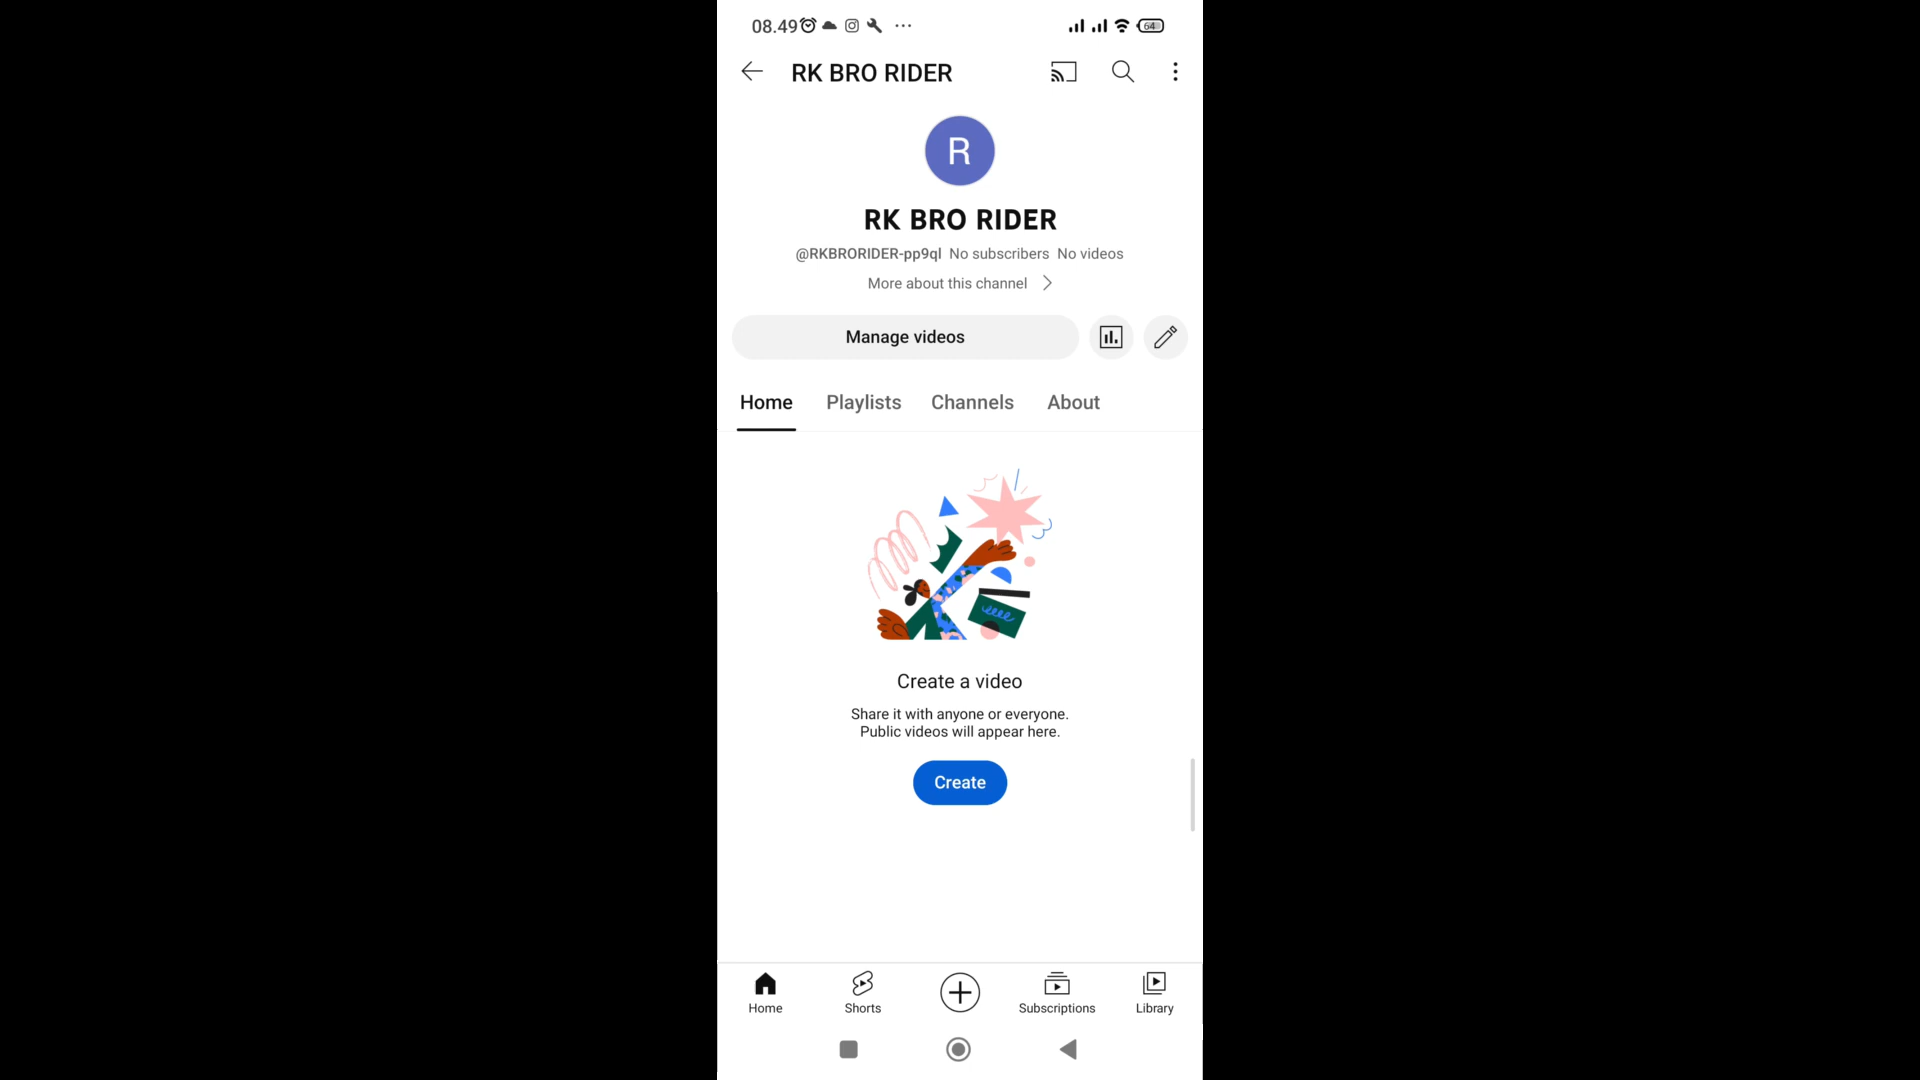 08.49
64
RK BRO RIDER
R
RK BRO RIDER
@RKBRORIDER-pp9ql No subscribers No videos
More about this channel
Manage videos
Home Playlists Channels About
Create a video
Share it with anyone or everyone.
Public videos will appear here.
Create
Home Shorts Subscriptions Library